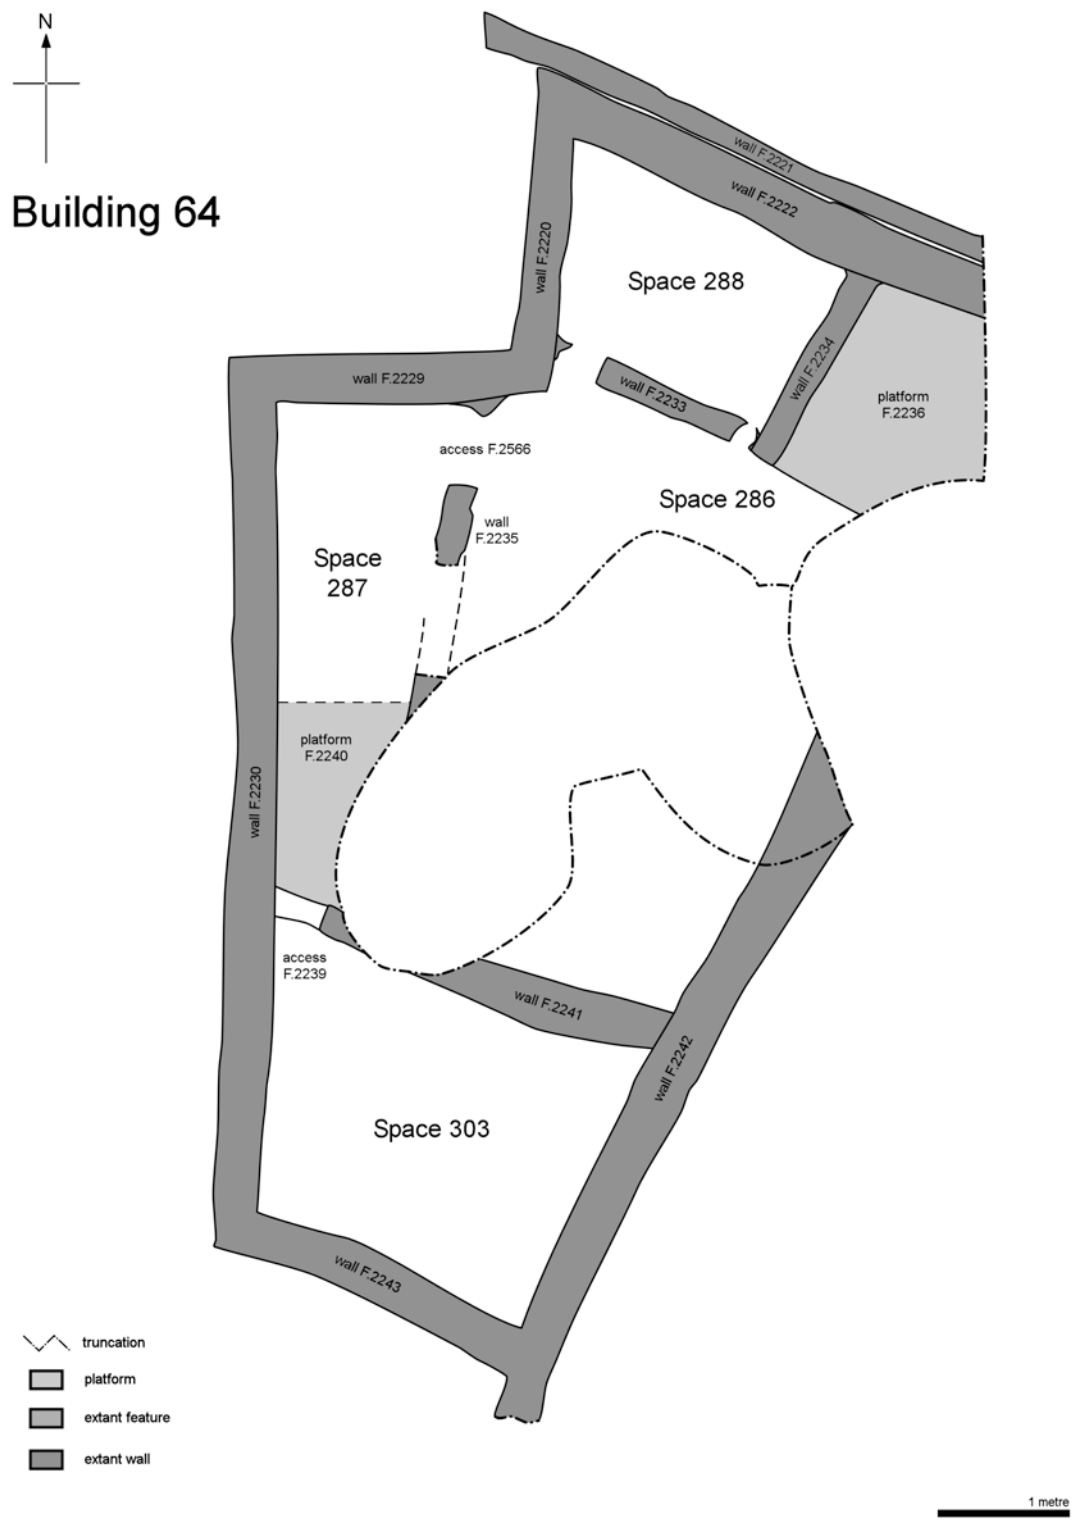 N
Building 64
wall F.2221
wall F.2222
wall F.2220
Space 288
wall F.2234
wall F.2229
wall F.2233
platform
F.2236
access F.2566
Space 286
wall
F.2235
Space
287
platform
F.2240
wall F.2230
access
F.2239
wall F.2241
wall F.2242
Space 303
wall F.2243
truncation
platform
extant feature
extant wall
1 metre